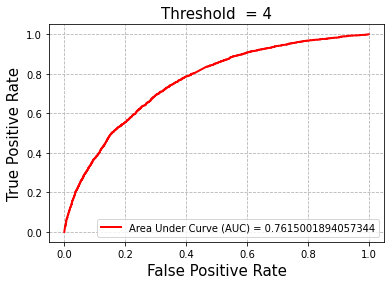 Threshold  = 4
True Positive Rate
1.0
0.8
0.6
0.4
0.2
0.0
Area Under Curve (AUC) = 0.7615001894057344
0.0 0.2 0.4 0.6 0.8 1.0
False Positive Rate